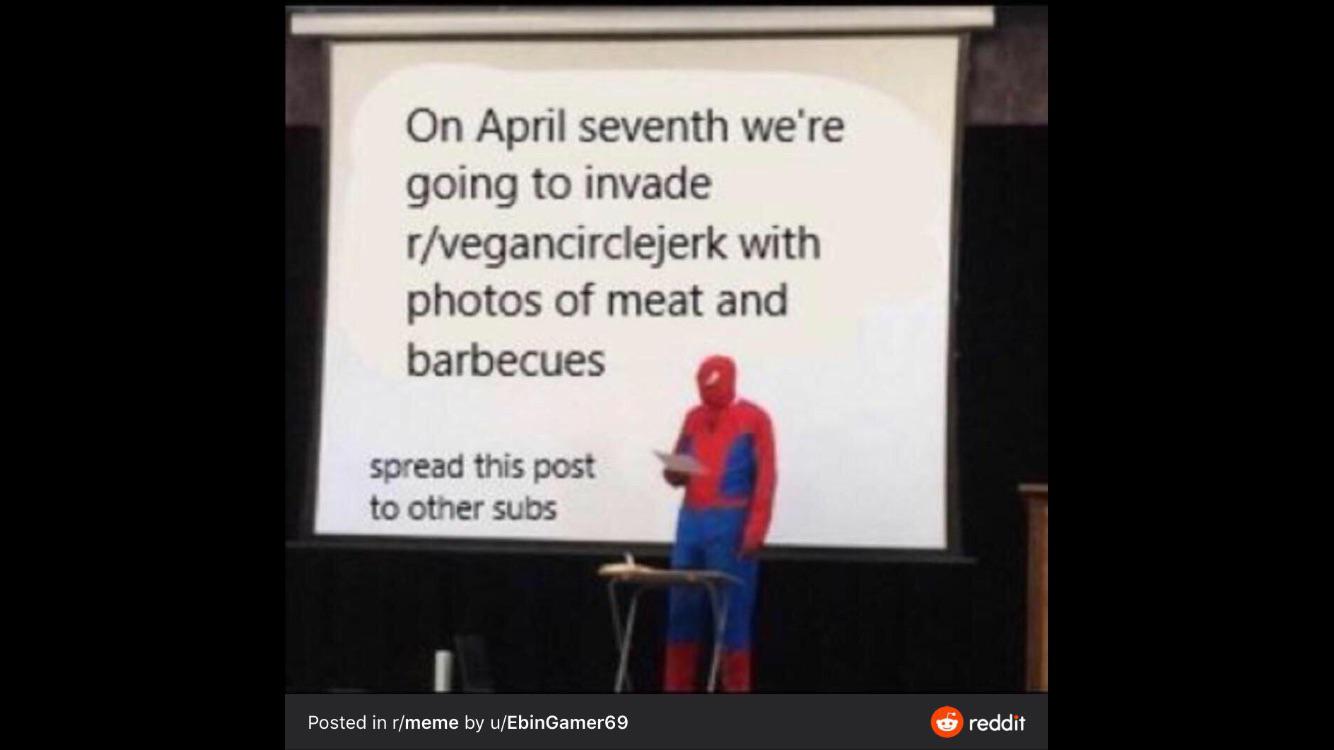 On April seventh we're
going to invade
r/vegancirclejerk with
photos of meat and
barbecues
spread this post
to other subs
Posted in r/meme by u/EbinGamer69
reddit